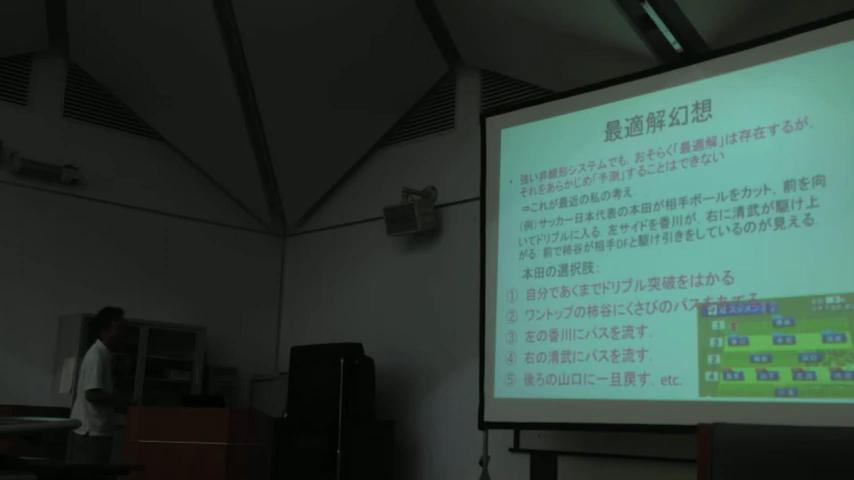 最適解幻想
・ 強い非線形システムでも，おそらく「最適解」は存在するが，
それをあらかじめ「予測」することはできない
⇒これが最近の私の考え．
(例)サッカー日本代表の本田が相手ボールをカット，前を向
いてドリブルに入る．左サイドを香川が，右に清武が駆け上
がる．前で柿谷が相手DFと駆け引きをしているのが見える．
本田の選択肢：
① 自分であくまでドリブル突破をはかる
② ワントップの柿谷にくさびのパスを
③ 左の香川にパスを流す．
④ 右の清武にパスを流す．
⑤ 後ろの山口に一旦戻す．etc.